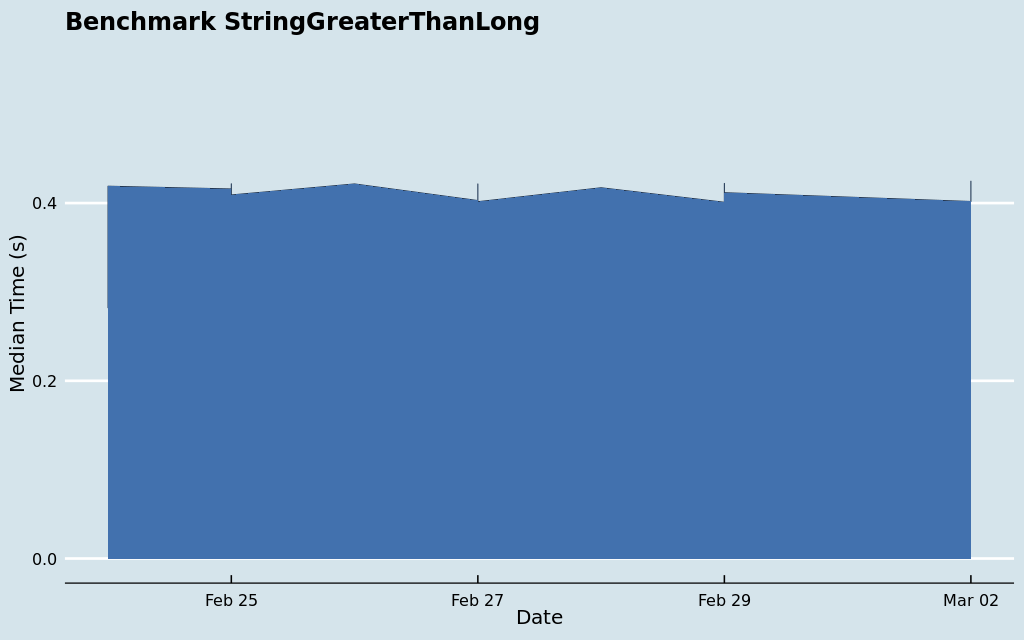 Benchmark StringGreaterThanLong
Median Time (s)
0.4
0.2
0.0
Feb 25
Feb 27
Feb 29
Mar 02
Date